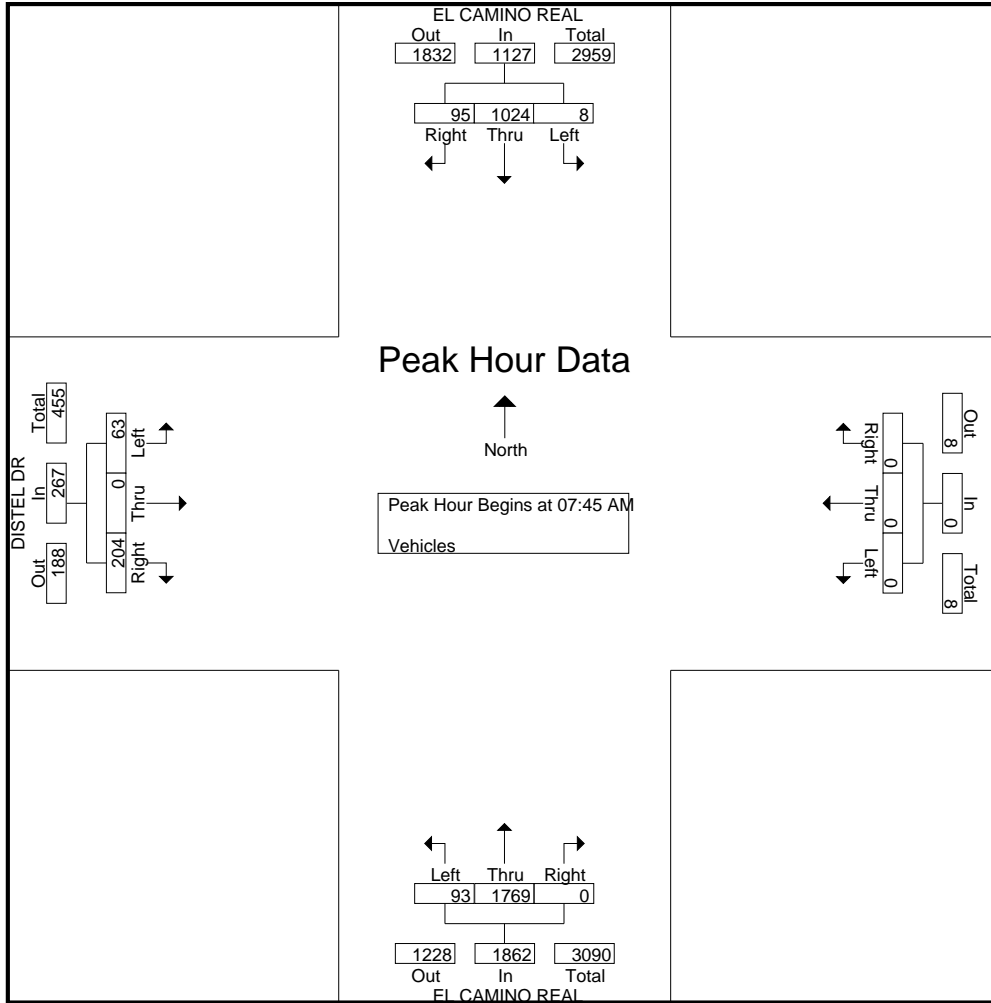 EL CAMINO REAL
Out In Total
1832 1127 2959
95 1024 8
Right Thru Left
Peak Hour Data
North
Peak Hour Begins at 07:45 AM
Vehicles
DISTEL DR
Out In Total
188 267 455
204 0 63
Right Thru Left
Out In Total
8 0 8
0 0 0
Right Thru Left
Left Thru Right
93 1769 0
1228 1862 3090
Out In Total
EL CAMINO REAL